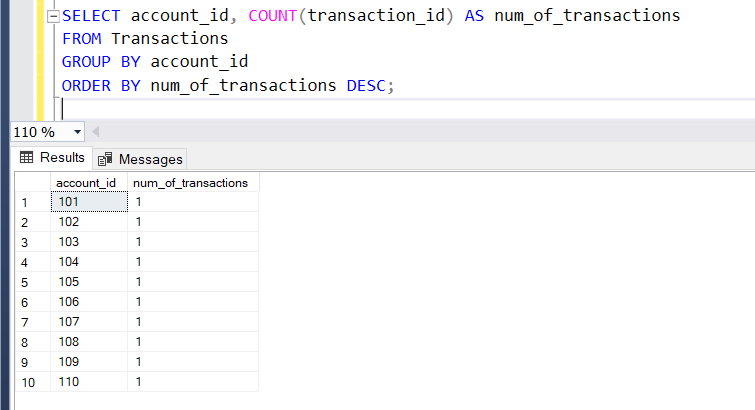 SELECT account_id, COUNT(transaction_id) AS num_of_transactions
FROM Transactions
GROUP BY account_id
ORDER BY num_of_transactions DESC;
110 %
Results Messages
account_id num_of_transactions
1 101 1
2 102 1
3 103 1
4 104 1
5 105 1
6 106 1
7 107 1
8 108 1
9 109 1
10 110 1